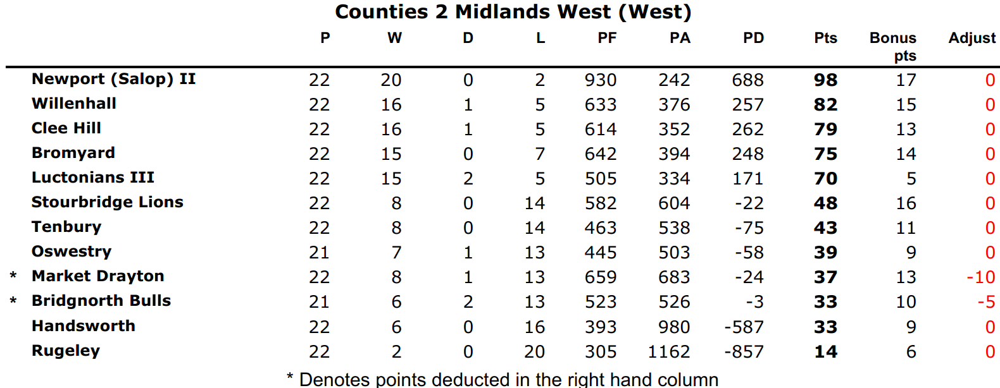 Counties 2 Midlands West (West)
P W D L PF PA PD Pts Bonus pts Adjust
Newport (Salop) II 22 20 0 2 930 242 688 98 17 0
Willenhall 22 16 1 5 633 376 257 82 15 0
Clee Hill 22 16 1 5 614 352 262 79 13 0
Bromyard 22 15 0 7 642 394 248 75 14 0
Luctonians III 22 15 2 5 505 334 171 70 5 0
Stourbridge Lions 22 8 0 14 582 604 -22 48 16 0
Tenbury 22 8 0 14 463 538 -75 43 11 0
Oswestry 21 7 1 13 445 503 -58 39 9 0
* Market Drayton 22 8 1 13 659 683 -24 37 13 -10
* Bridgnorth Bulls 21 6 2 13 523 526 -3 33 10 -5
Handsworth 22 6 0 16 393 980 -587 33 9 0
Rugeley 22 2 0 20 305 1162 -857 14 6 0
* Denotes points deducted in the right hand column